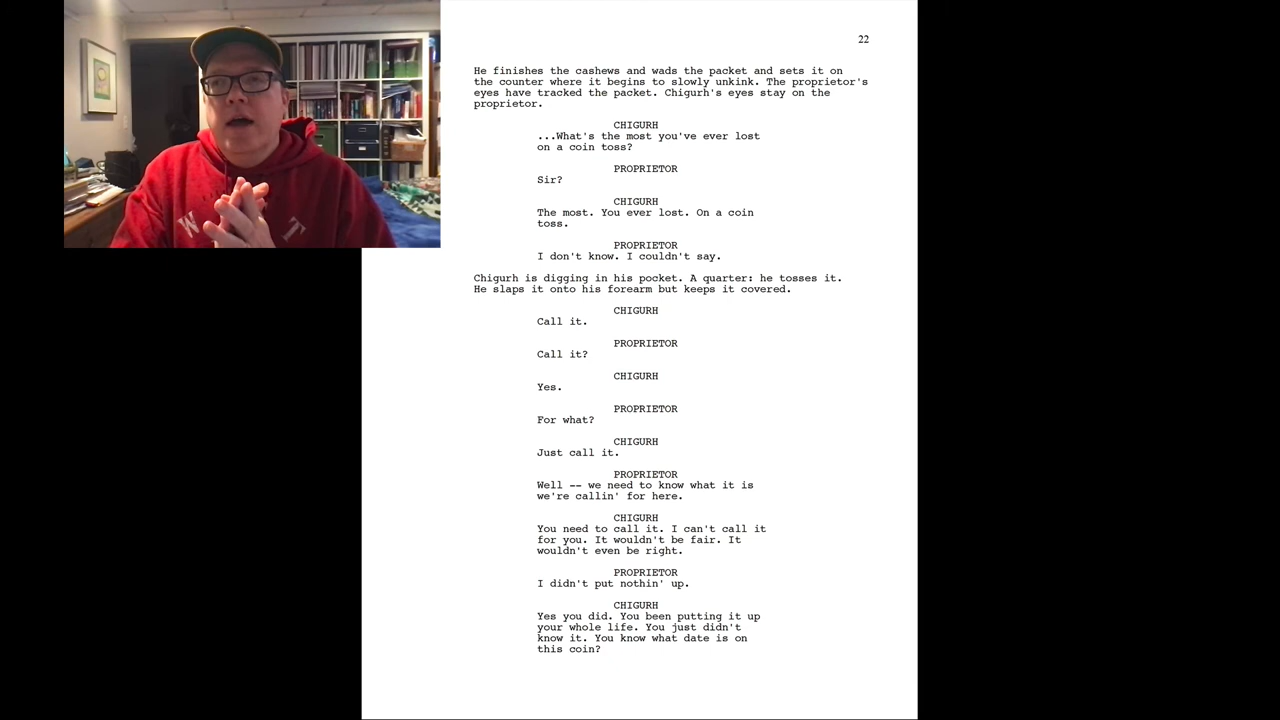 22
He finishes the cashews and wads the packet and sets it on
the counter where it begins to slowly unkink. The proprietor's
eyes have tracked the packet. Chigurh's eyes stay on the
proprietor.
CHIGURH
...What's the most you've ever lost
on a coin toss?
PROPRIETOR
Sir?
CHIGURH
The most. You ever lost. On a coin
toss.
PROPRIETOR
I don't know. I couldn't say.
Chigurh is digging in his pocket. A quarter: he tosses it.
He slaps it onto his forearm but keeps it covered.
CHIGURH
Call it.
PROPRIETOR
Call it?
CHIGURH
Yes.
PROPRIETOR
For what?
CHIGURH
Just call it.
PROPRIETOR
Well -- we need to know what it is
we're callin' for here.
CHIGURH
You need to call it. I can't call it
for you. It wouldn't be fair. It
wouldn't even be right.
PROPRIETOR
I didn't put nothin' up.
CHIGURH
Yes you did. You been putting it up
your whole life. You just didn't
know it. You know what date is on
this coin?